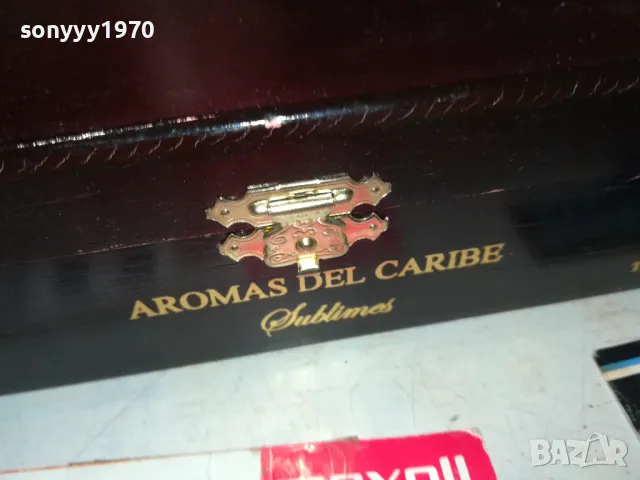 sonyyy1970
AROMAS DEL CARIBE
Sublimes
BAZAR